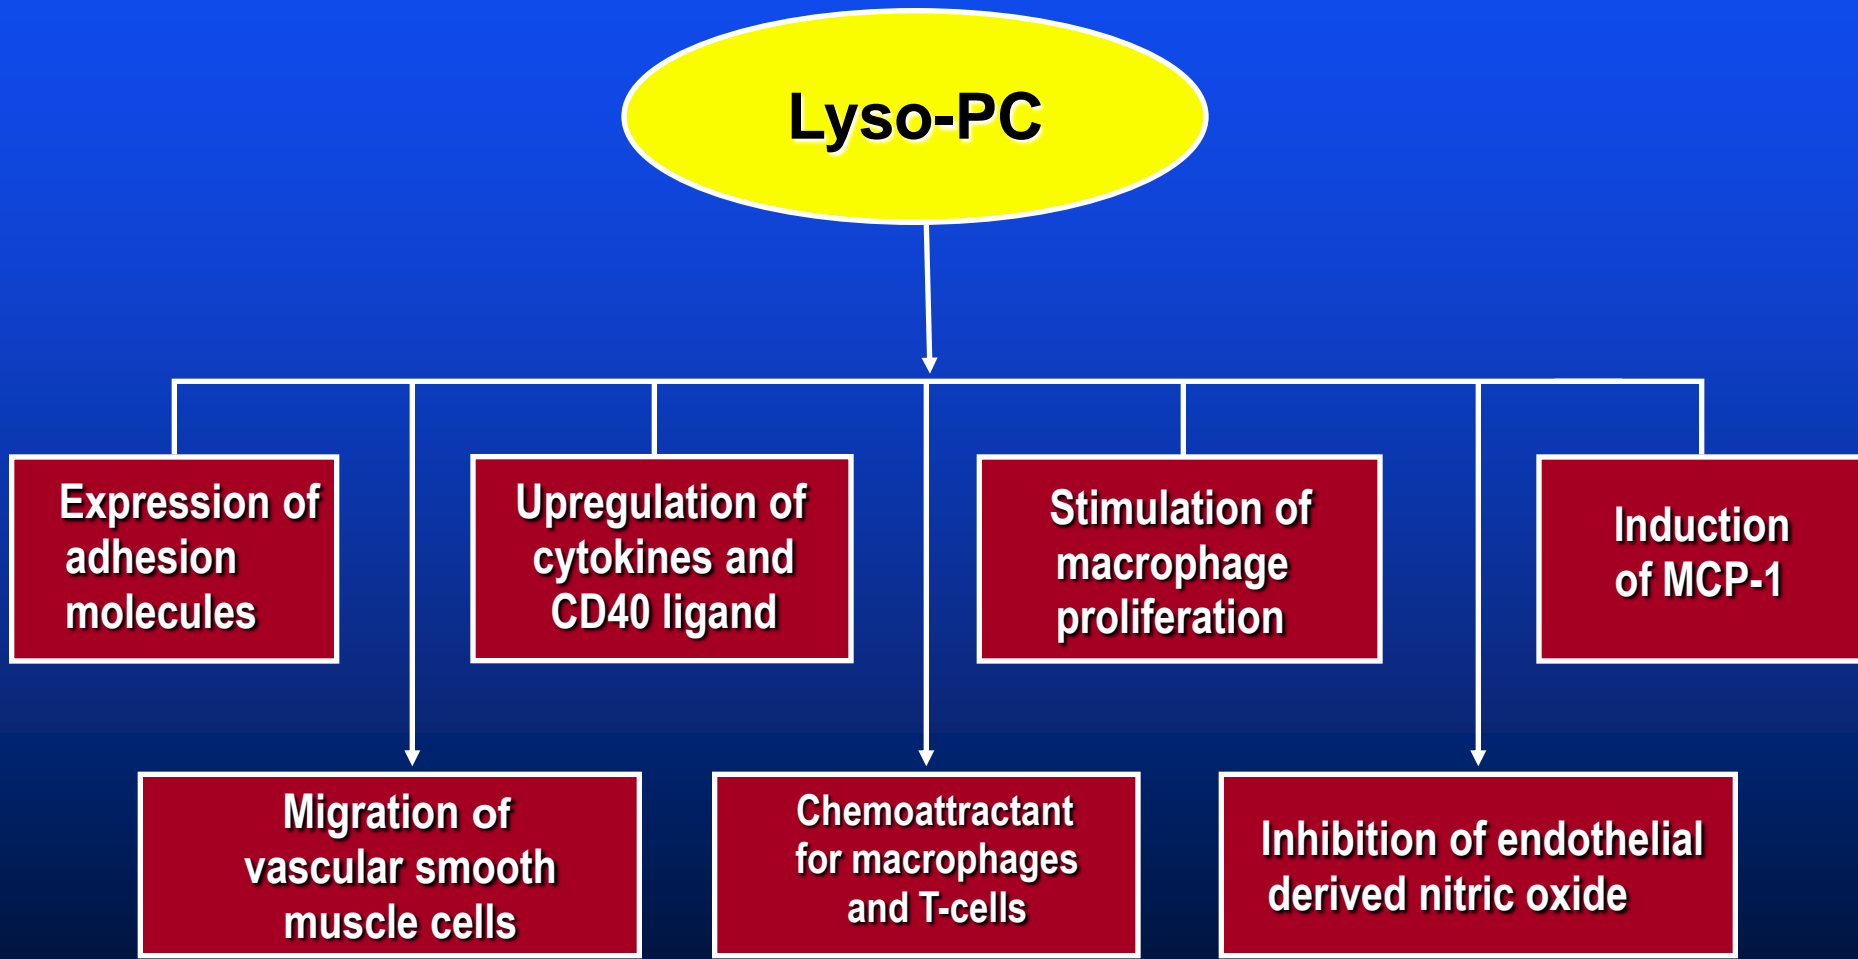 Lyso-PC
Expression of
adhesion
molecules
Upregulation of
cytokines and
CD40 ligand
Stimulation of
macrophage
proliferation
Induction
of MCP-1
Migration of
vascular smooth
muscle cells
Chemoattractant
for macrophages
and T-cells
Inhibition of endothelial
derived nitric oxide